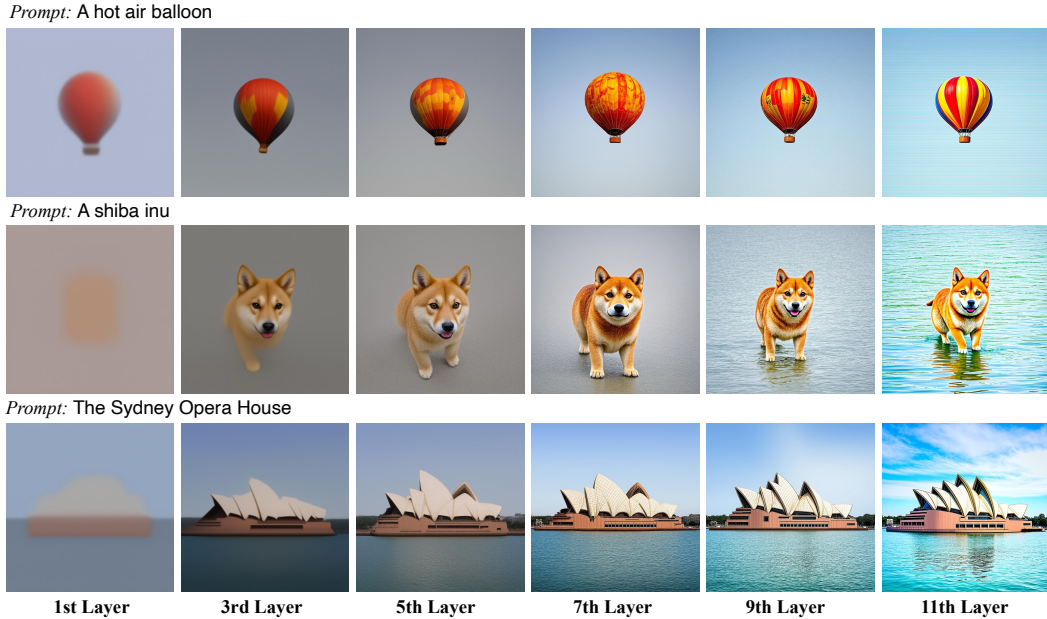 Prompt: A hot air balloon
Prompt: A shiba inu
Prompt: The Sydney Opera House
1st Layer 3rd Layer 5th Layer 7th Layer 9th Layer 11th Layer